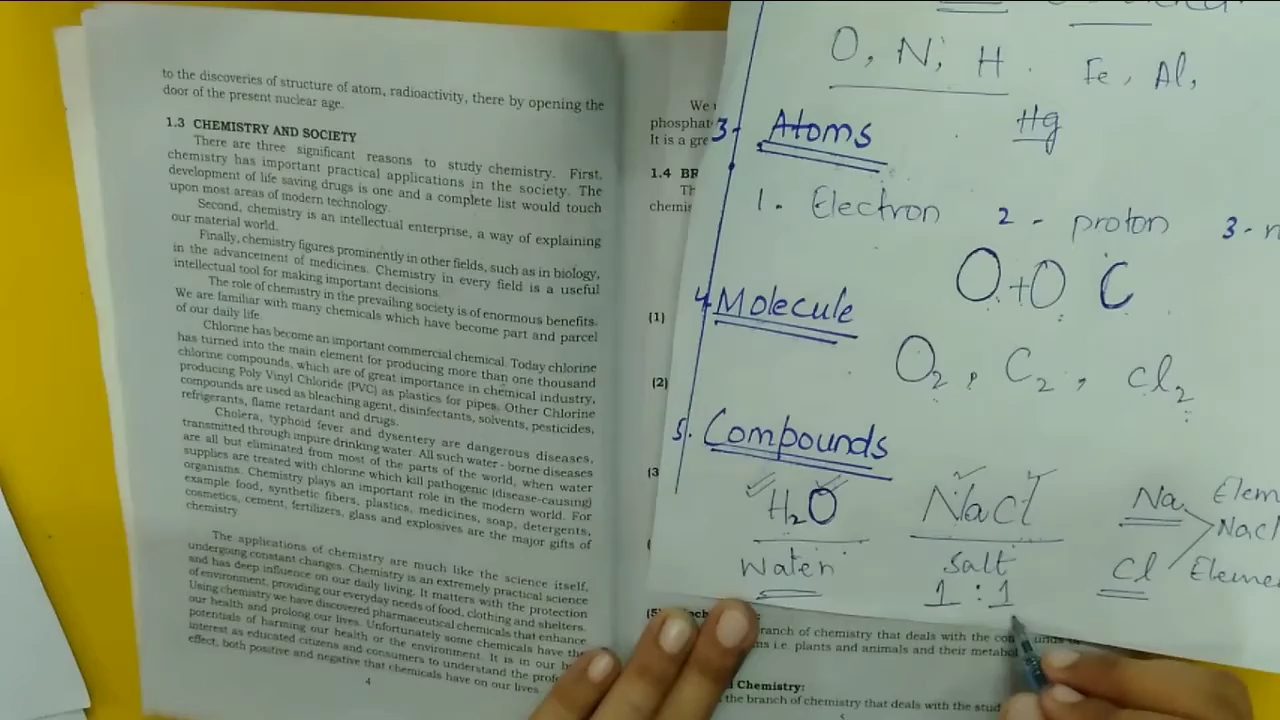 to the discoveries of structure of atom, radioactivity, there by opening the
door of the present nuclear age.
1.3 CHEMISTRY AND SOCIETY
There are three significant reasons to study chemistry. First,
chemistry has important practical applications in the society. The
development of life saving drugs is one and a complete list would touch
upon most areas of modern technology.
Second, chemistry is an intellectual enterprise, a way of explaining
our material world.
Finally, chemistry figures prominently in other fields, such as in biology,
in the advancement of medicines. Chemistry in every field is a useful
intellectual tool for making important decisions.
The role of chemistry in the prevailing society is of enormous benefits.
We are familiar with many chemicals which have become part and parcel
of our daily life.
Chlorine has become an important commercial chemical. Today chlorine
has turned into the main element for producing more than one thousand
chlorine compounds, which are of great importance in chemical industry,
producing Poly Vinyl Chloride (PVC) as plastics for pipes. Other Chlorine
compounds are used as bleaching agent, disinfectants, solvents, pesticides,
refrigerants, flame retardant and drugs.
Cholera, typhoid fever and dysentery are dangerous diseases,
transmitted through impure drinking water. All such water - borne diseases
are all but eliminated from most of the parts of the world, when water
supplies are treated with chlorine which kill pathogenic (disease-causing)
organisms. Chemistry plays an important role in the modern world. For
example food, synthetic fibers, plastics, medicines, soap, detergents,
cosmetics, cement, fertilizers, glass and explosives are the major gifts of
chemistry
The applications of chemistry are much like the science itself,
undergoing constant changes. Chemistry is an extremely practical science
and has deep influence on our daily living. It matters with the protection
of environment, providing our everyday needs of food, clothing and shelters.
Using chemistry we have discovered pharmaceutical chemicals that enhance
our health and prolong our lives. Unfortunately some chemicals have the
potentials of harming our health or the environment. It is in our
interest as educated citizens and consumers to understand the
effect, both positive and negative that chemicals have on our lives.
4
We
phosphat
It is a gre
1.4 BR
Th
chemis
(1)
(2)
(3
(5)
branch of chemistry that deals with the
i.e. plants and animals and their
Chemistry:
the branch of chemistry that deals with the stud
O, N, H. Fe, Al,
Hg
3- Atoms
1. Electron 2- proton 3- n
O+O C
4. Molecule
O2, C2, Cl2
5. Compounds
H2O NaCl Na Elem
NaCl
Water Salt Cl Eleme
1 : 1